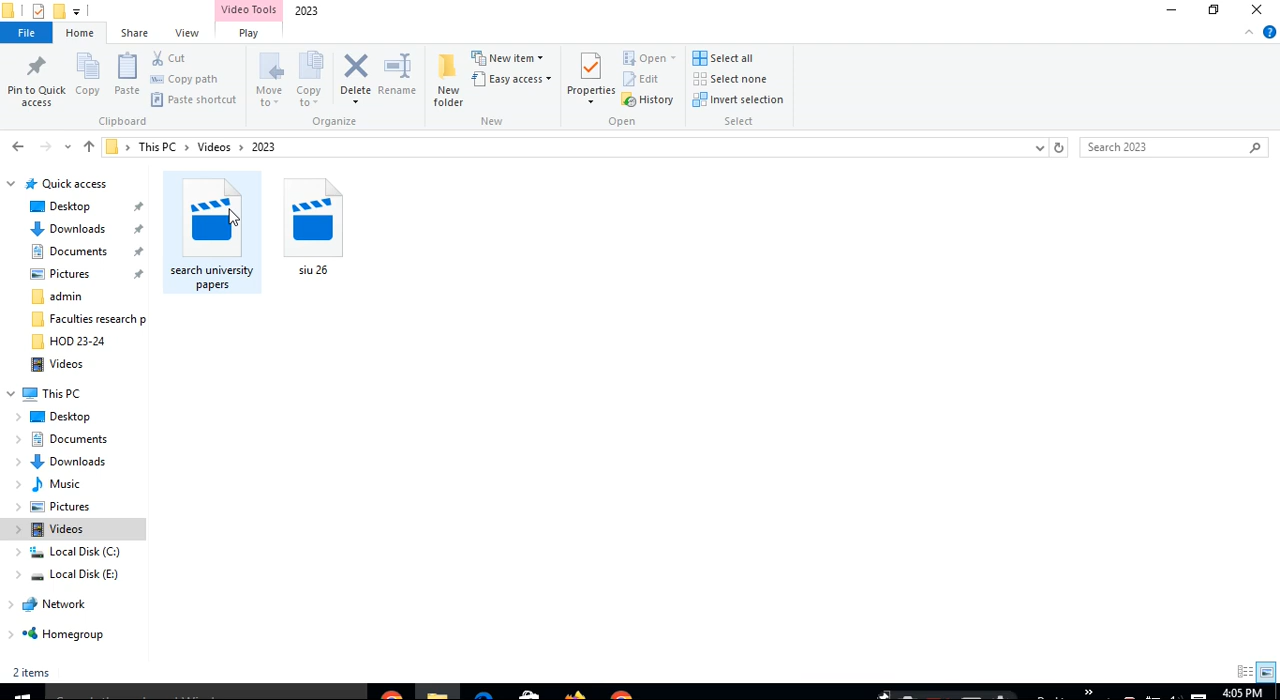 Video Tools
2023
File
Home
Share
View
Play
Pin to Quick access
Copy
Paste
Cut
Copy path
Paste shortcut
Move to
Copy to
Delete
Rename
New folder
New item
Easy access
Properties
Open
Edit
History
Select all
Select none
Invert selection
Clipboard
Organize
New
Open
Select
This PC
Videos
2023
Search 2023
Quick access
Desktop
Downloads
Documents
Pictures
admin
Faculties research p
HOD 23-24
Videos
This PC
Desktop
Documents
Downloads
Music
Pictures
Videos
Local Disk (C:)
Local Disk (E:)
Network
Homegroup
search university
papers
siu 26
2 items
4:05 PM